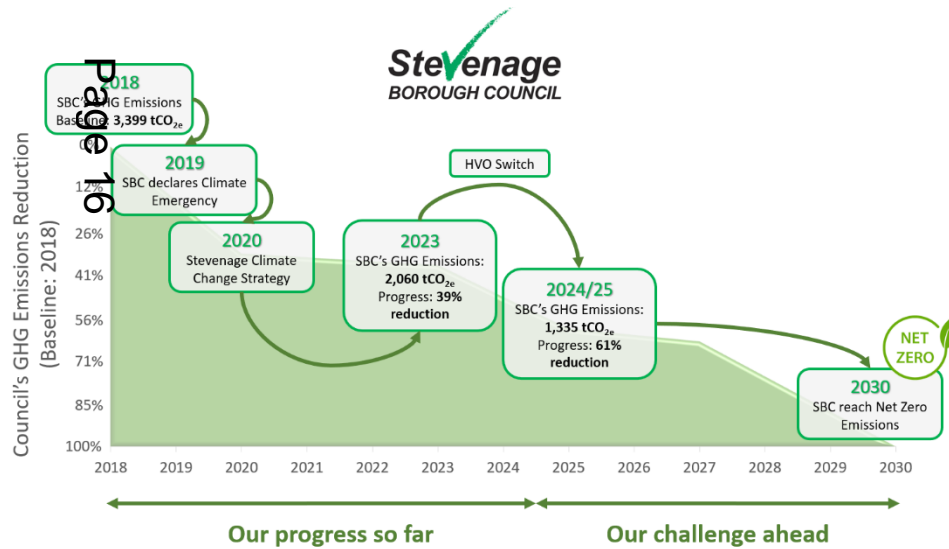 Stevenage
BOROUGH COUNCIL
Page 16
2018
SBC's GHG Emissions
Baseline: 3,399 tCO2e
2019
SBC declares Climate
Emergency
2020
Stevenage Climate
Change Strategy
2023
SBC's GHG Emissions:
2,060 tCO2e
Progress: 39%
reduction
HVO Switch
2024/25
SBC's GHG Emissions:
1,335 tCO2e
Progress: 61%
reduction
NET
ZERO
2030
SBC reach Net Zero
Emissions
Council's GHG Emissions Reduction
(Baseline: 2018)
0%
12%
26%
41%
56%
71%
85%
100%
2018 2019 2020 2021 2022 2023 2024 2025 2026 2027 2028 2029 2030
Our progress so far
Our challenge ahead